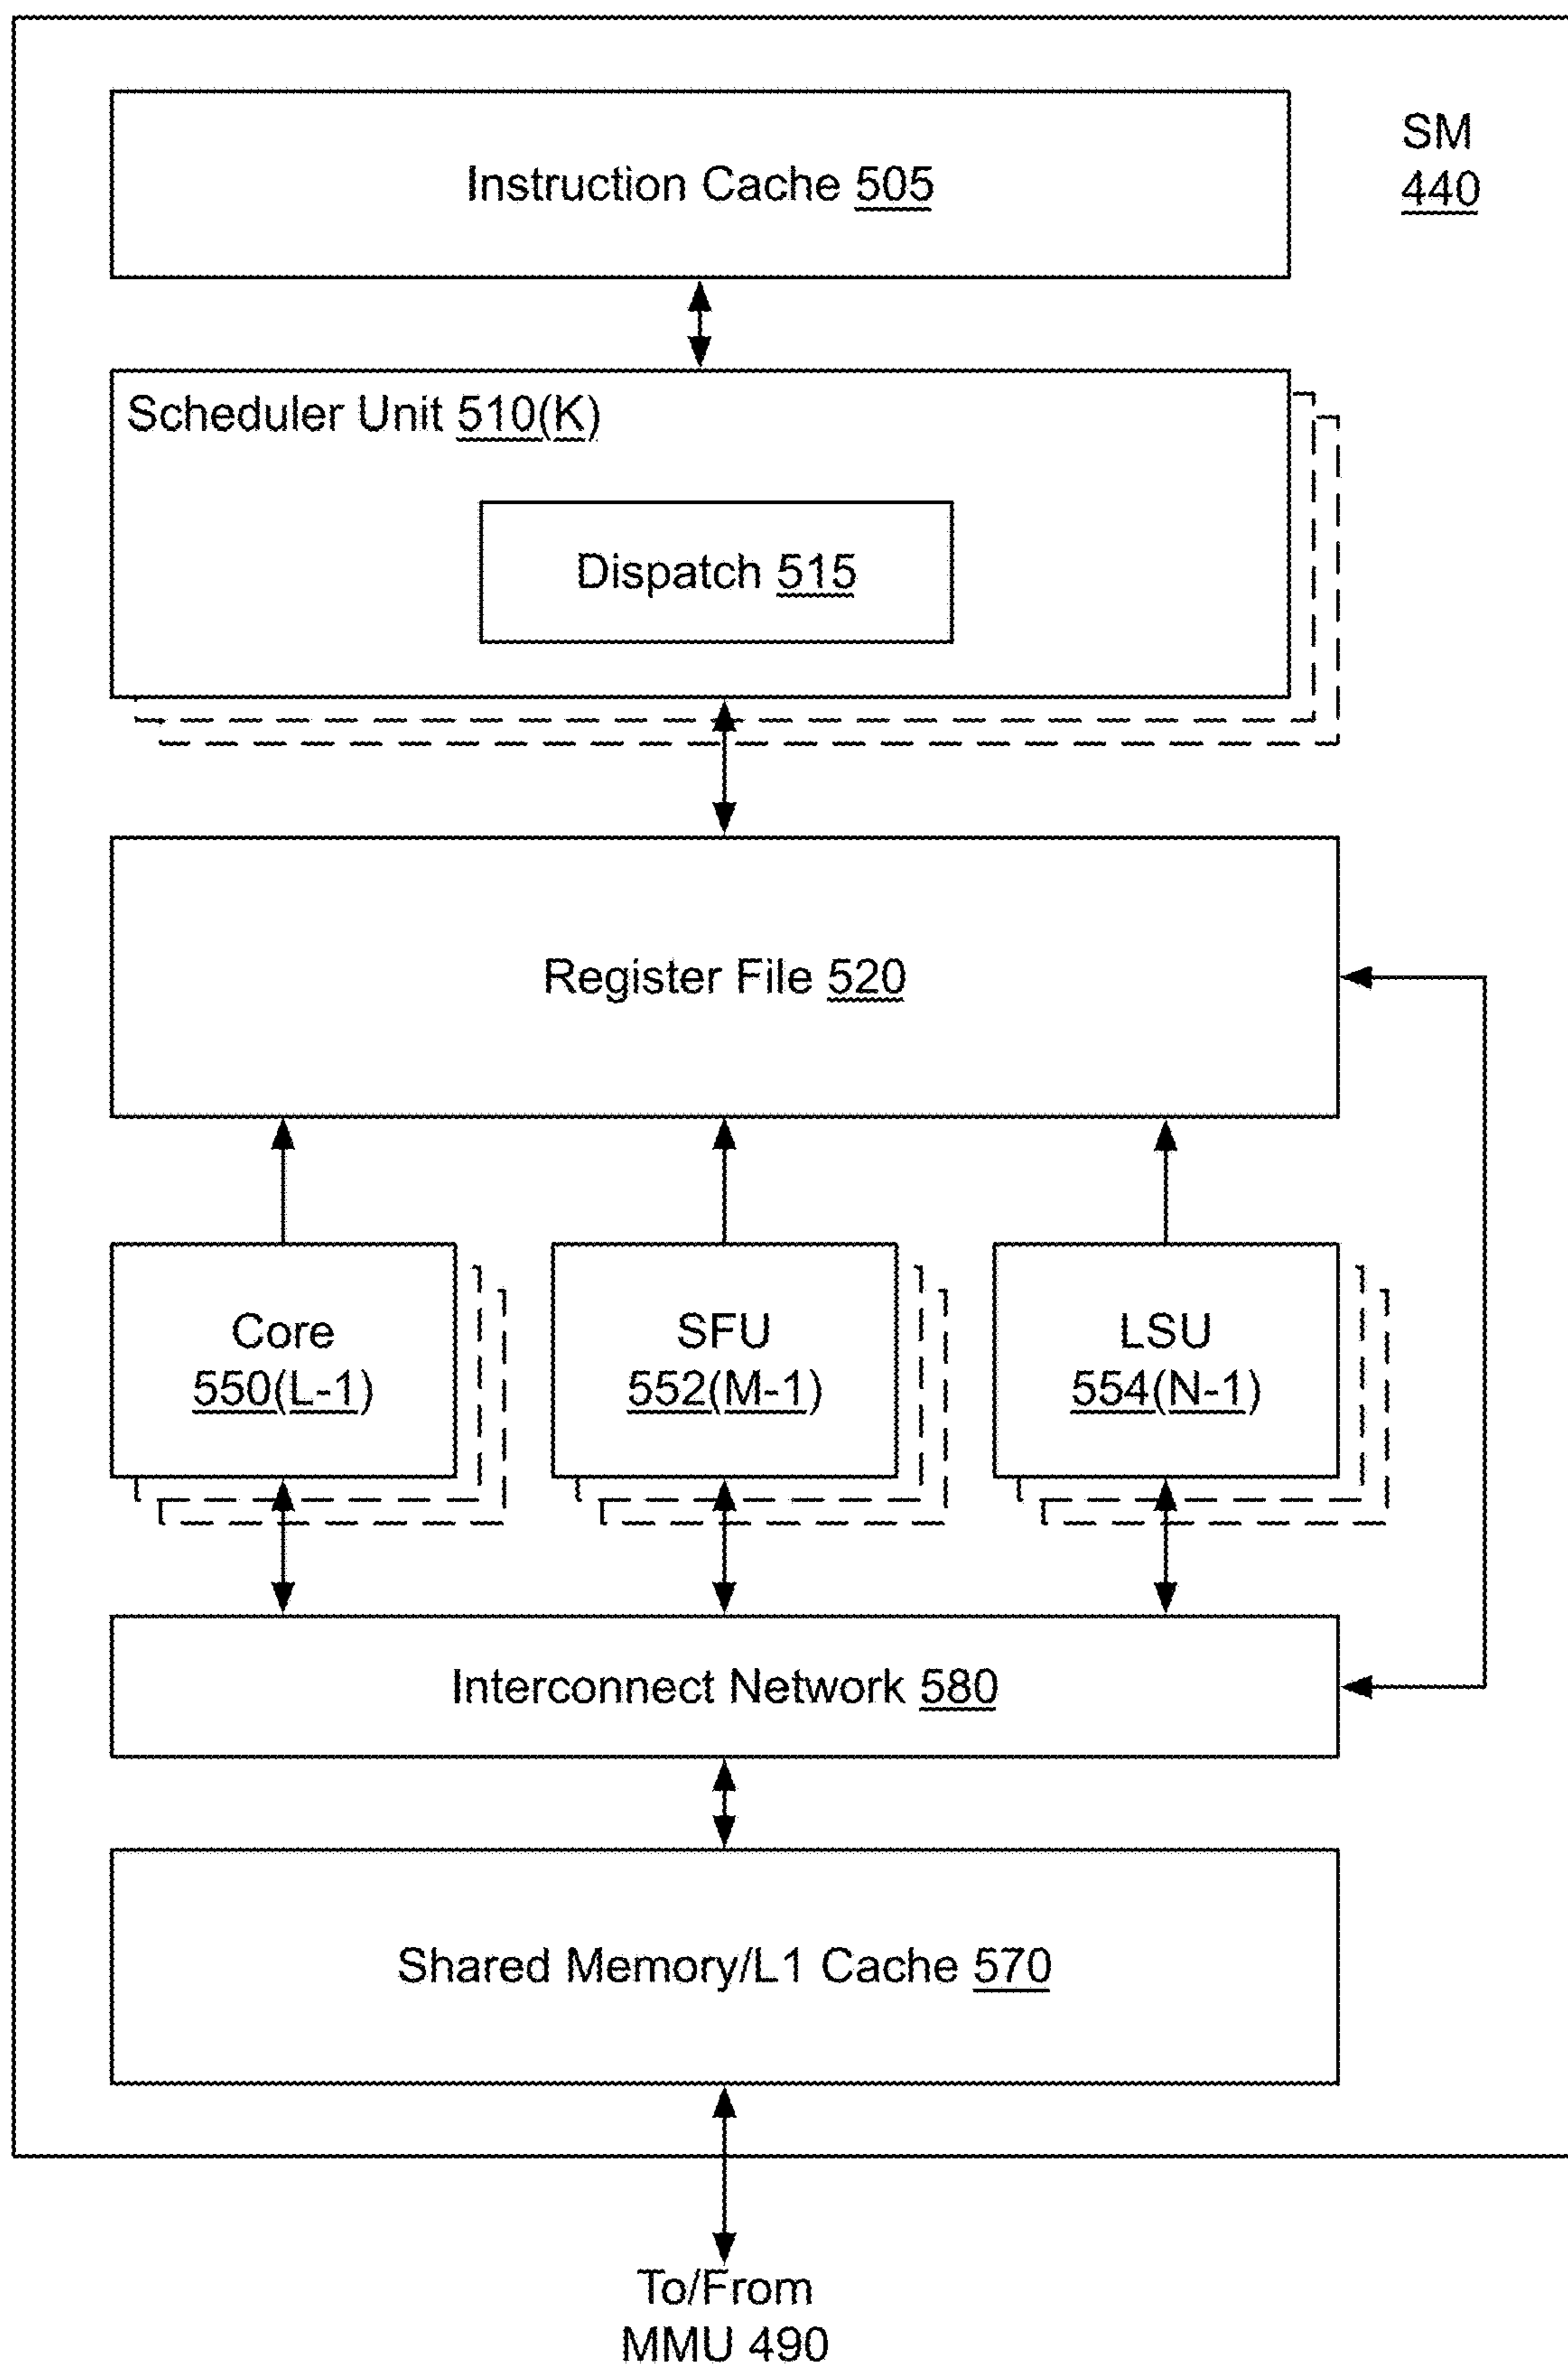 SM
440
Instruction Cache 505
Scheduler Unit 510(K)
Dispatch 515
Register File 520
Core
550(L-1)
SFU
552(M-1)
LSU
554(N-1)
Interconnect Network 580
Shared Memory/L1 Cache 570
To/From
MMU 490